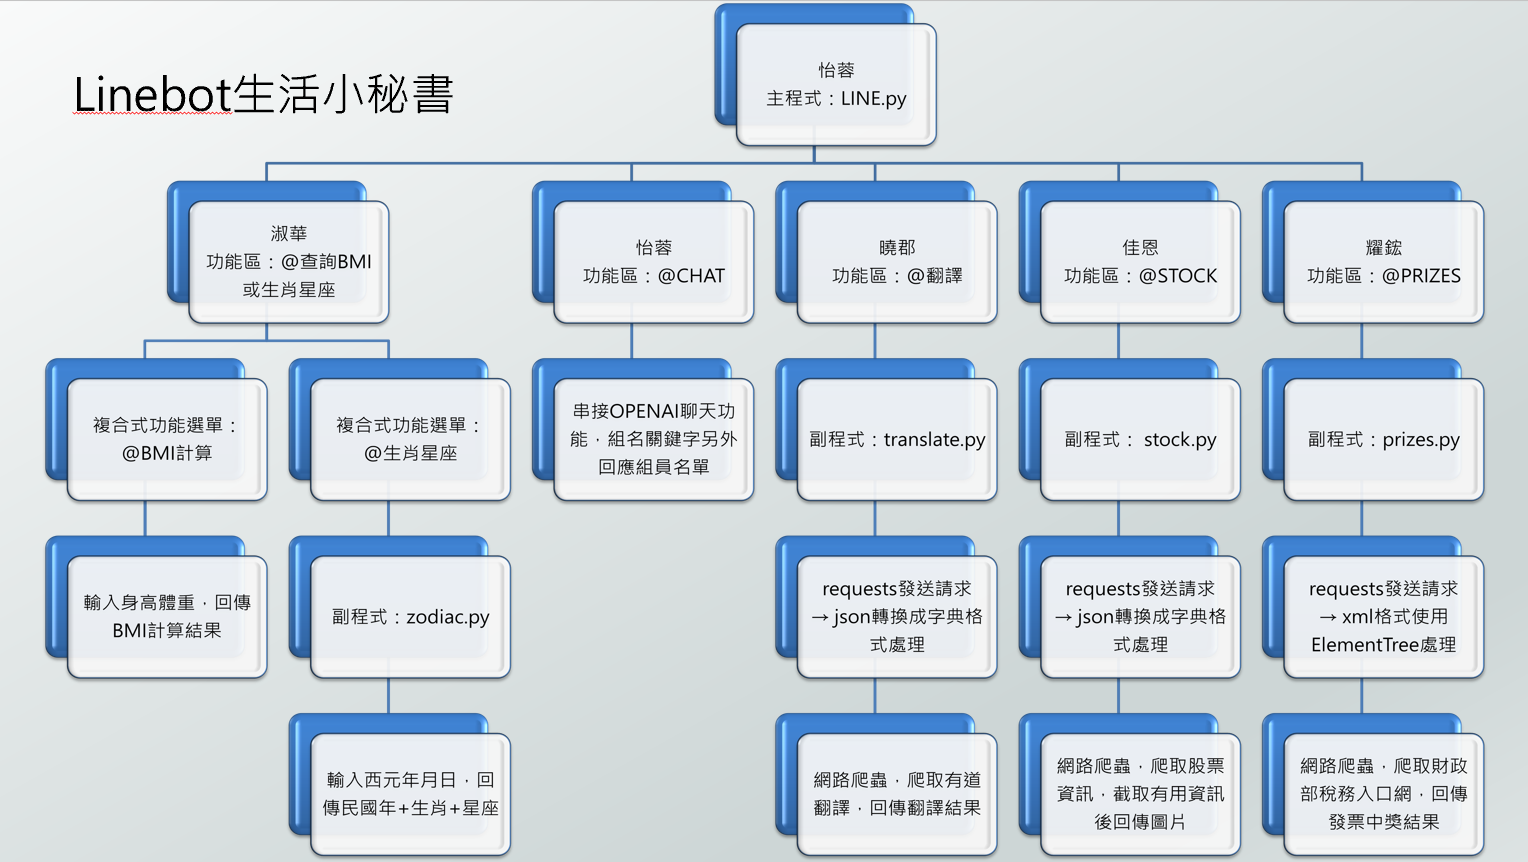 Linebot生活小秘書
怡蓉
主程式：LINE.py
淑華
功能區：@查詢BMI
或生肖星座
怡蓉
功能區：@CHAT
曉郡
功能區：@翻譯
佳恩
功能區：@STOCK
耀鋐
功能區：@PRIZES
複合式功能選單：
@BMI計算
複合式功能選單：
@生肖星座
串接OPENAI聊天功
能，組名關鍵字另外
回應組員名單
副程式：translate.py
副程式： stock.py
副程式：prizes.py
輸入身高體重，回傳
BMI計算結果
副程式：zodiac.py
requests發送請求
→ json轉換成字典格
式處理
requests發送請求
→ json轉換成字典格
式處理
requests發送請求
→ xml格式使用
ElementTree處理
輸入西元年月日，回
傳民國年+生肖+星座
網路爬蟲，爬取有道
翻譯，回傳翻譯結果
網路爬蟲，爬取股票
資訊，截取有用資訊
後回傳圖片
網路爬蟲，爬取財政
部稅務入口網，回傳
發票中獎結果